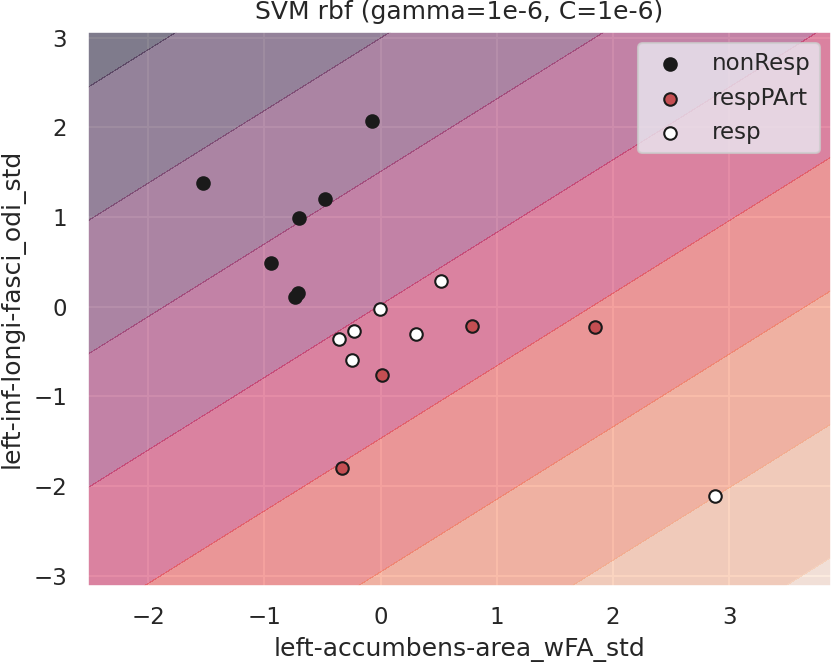 SVM rbf (gamma=1e-6, C=1e-6)
nonResp
respPArt
resp
3
2
1
0
−1
−2
−3
left-inf-longi-fasci_odi_std
−2
−1
0
1
2
3
left-accumbens-area_wFA_std